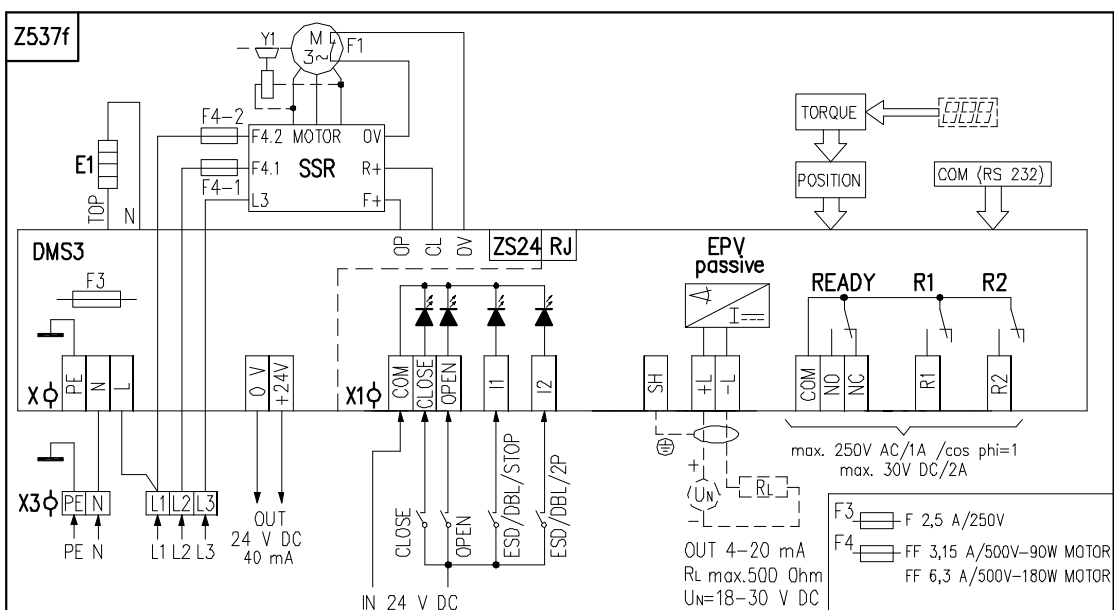 Z537f
Y1
M
3~
F1
F4-2
F4.2 MOTOR 0V
E1
F4.1 SSR R+
F4-1
L3 F+
TOP
N
TORQUE
POSITION
COM (RS 232)
DMS3
OP
CL
0V
ZS24 RJ
EPV
passive
F3
READY R1 R2
X
PE
N
L
0 V
+24V
X1
COM
CLOSE
OPEN
I1
I2
SH
+L
-L
COM
NO
NC
R1
R2
max. 250V AC/1A /cos phi=1
max. 30V DC/2A
X3
PE N
L1 L2 L3
PE N
L1 L2 L3
OUT
24 V DC
40 mA
CLOSE
OPEN
ESD/DBL/STOP
ESD/DBL/2P
IN 24 V DC
+
UN
-
RL
OUT 4-20 mA
RL max.500 Ohm
UN=18-30 V DC
F3 F 2,5 A/250V
F4 FF 3,15 A/500V-90W MOTOR
FF 6,3 A/500V-180W MOTOR